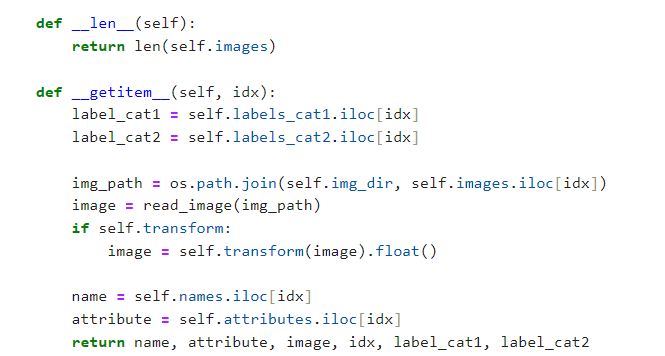 def __len__(self):
    return len(self.images)

def __getitem__(self, idx):
    label_cat1 = self.labels_cat1.iloc[idx]
    label_cat2 = self.labels_cat2.iloc[idx]

    img_path = os.path.join(self.img_dir, self.images.iloc[idx])
    image = read_image(img_path)
    if self.transform:
        image = self.transform(image).float()

    name = self.names.iloc[idx]
    attribute = self.attributes.iloc[idx]
    return name, attribute, image, idx, label_cat1, label_cat2